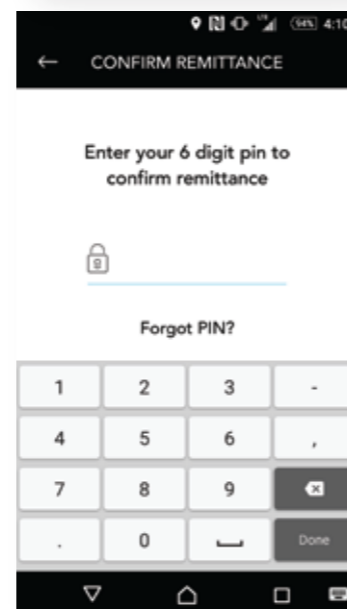 94% 4:10
← CONFIRM REMITTANCE
Enter your 6 digit pin to
confirm remittance
Forgot PIN?
1 2 3 -
4 5 6 ,
7 8 9
. 0 Done